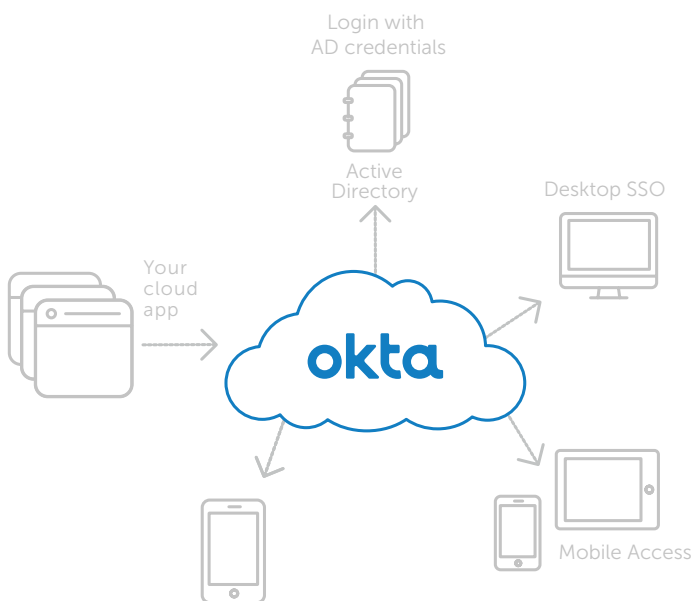 Login with
AD credentials
Active
Directory
Desktop SSO
Your
cloud
app
okta
Mobile Access